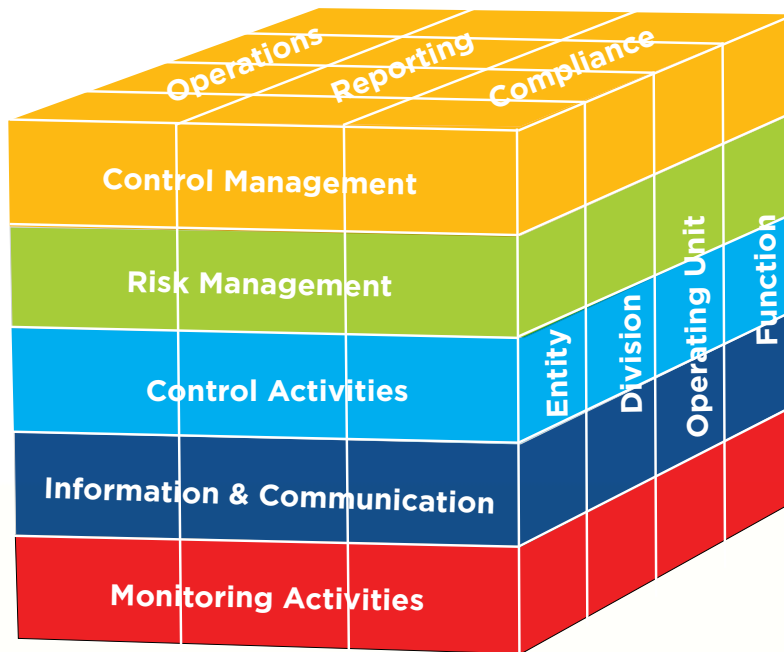 Operations
Reporting
Compliance
Control Management
Risk Management
Control Activities
Information & Communication
Monitoring Activities
Entity
Division
Operating Unit
Function